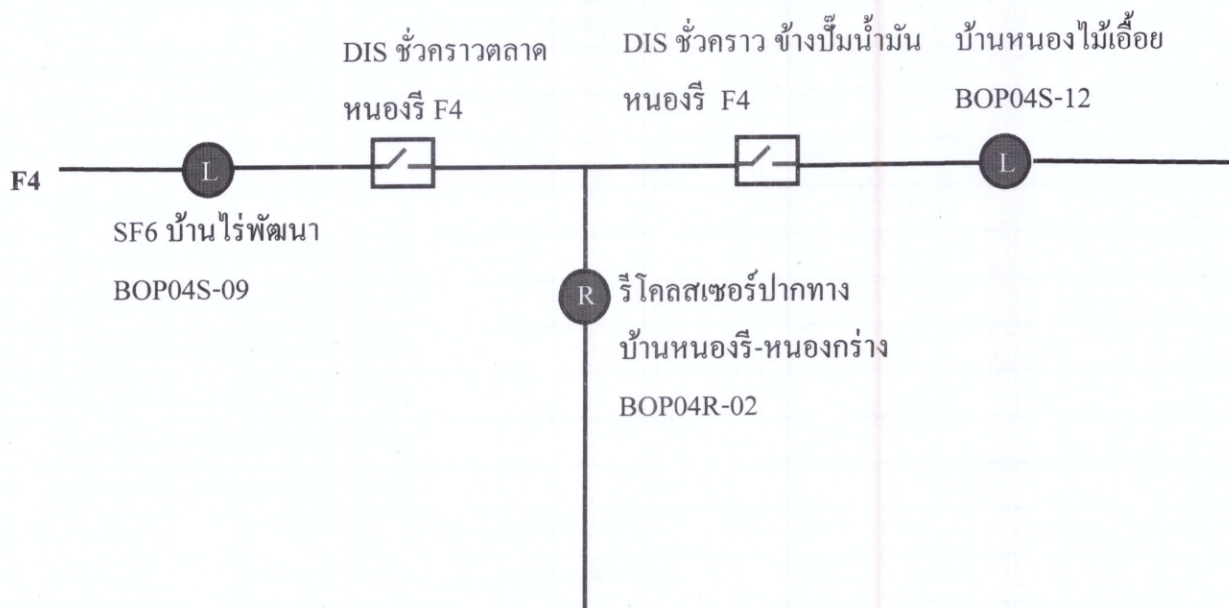 DIS ชั่วคราวตลาด
หนองรี F4
DIS ชั่วคราว ข้างปั๊มน้ำมัน
หนองรี F4
บ้านหนองไม้เอื้อย
BOP04S-12
F4
L
L
SF6 บ้านไร่พัฒนา
BOP04S-09
R
รีโคลสเซอร์ปากทาง
บ้านหนองรี-หนองกร่าง
BOP04R-02